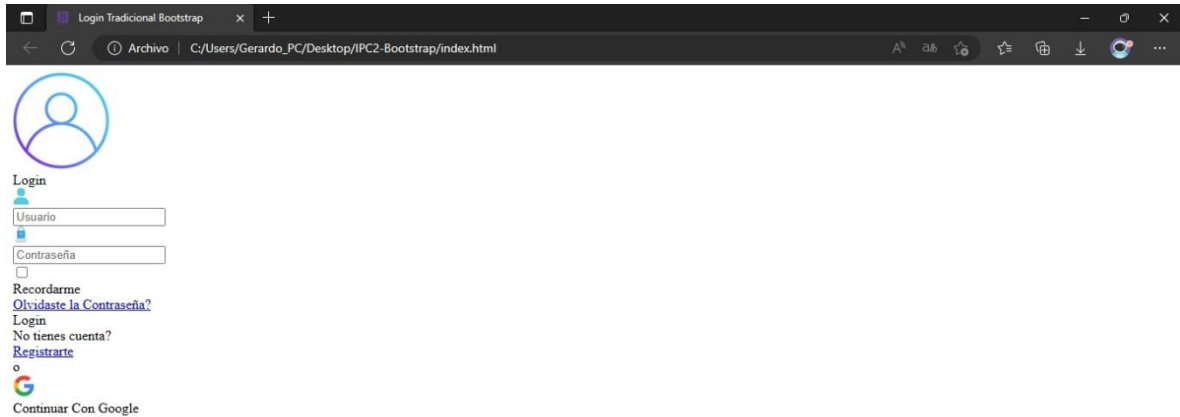 Login Tradicional Bootstrap
Archivo | C:/Users/Gerardo_PC/Desktop/IPC2-Bootstrap/index.html
Login
Usuario
Contraseña
Recordarme
Olvidaste la Contraseña?
Login
No tienes cuenta?
Registrarte
o
Continuar Con Google